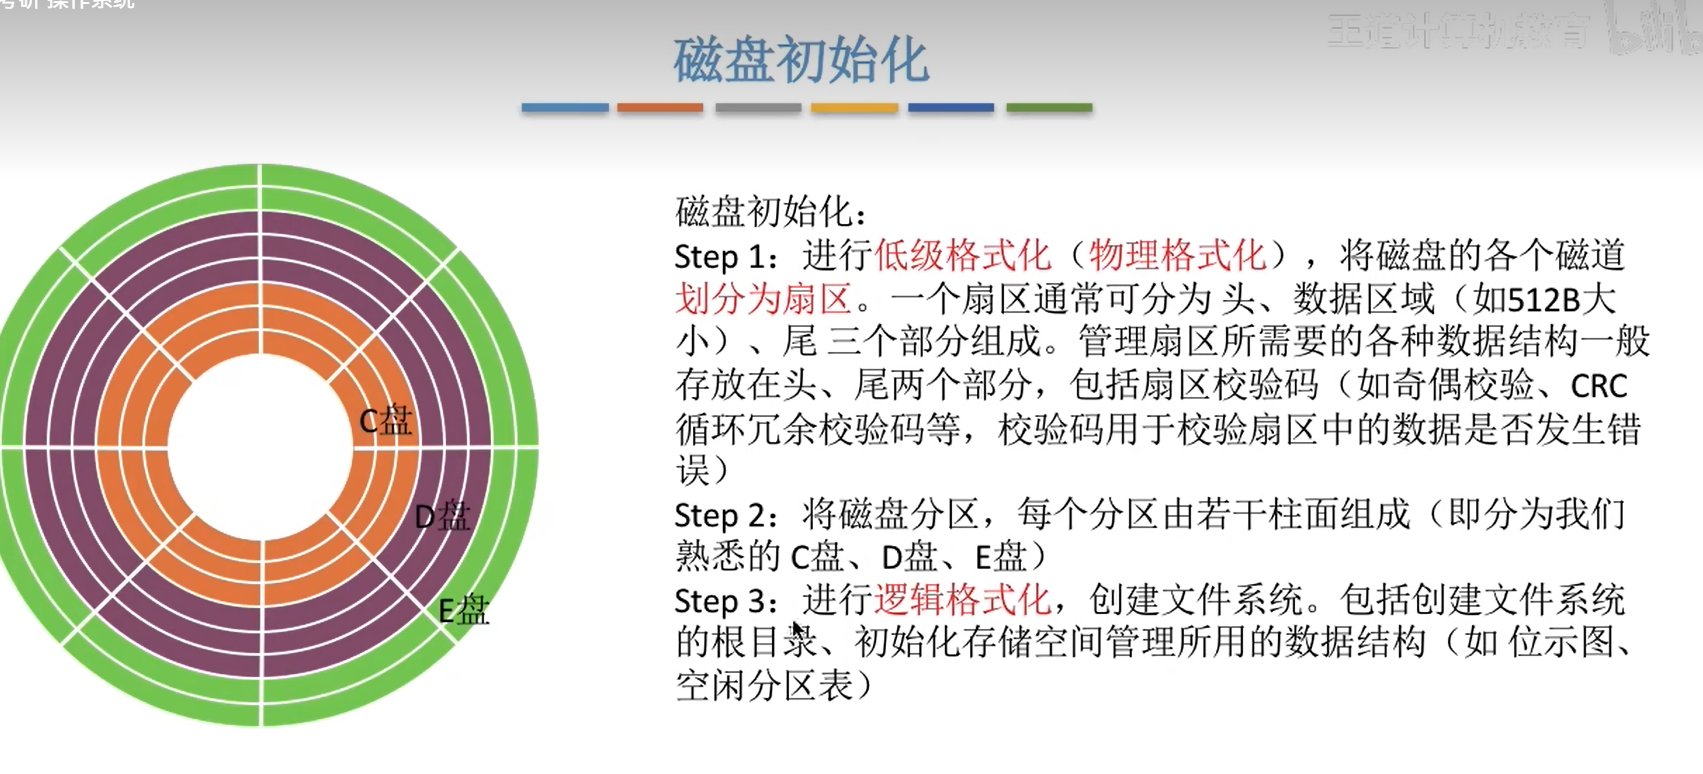 考研 操作系统
王道计算机教育
磁盘初始化
磁盘初始化：
Step 1：进行低级格式化（物理格式化），将磁盘的各个磁道
划分为扇区。一个扇区通常可分为 头、数据区域（如512B大
小）、尾 三个部分组成。管理扇区所需要的各种数据结构一般
存放在头、尾两个部分，包括扇区校验码（如奇偶校验、CRC
循环冗余校验码等，校验码用于校验扇区中的数据是否发生错
误）
Step 2：将磁盘分区，每个分区由若干柱面组成（即分为我们
熟悉的 C盘、D盘、E盘）
Step 3：进行逻辑格式化，创建文件系统。包括创建文件系统
的根目录、初始化存储空间管理所用的数据结构（如 位示图、
空闲分区表）
C盘
D盘
E盘